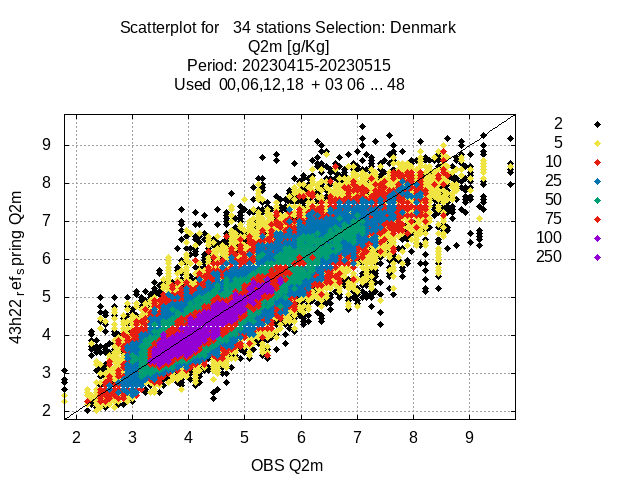 Scatterplot for 34 stations Selection: Denmark
Q2m [g/Kg]
Period: 20230415-20230515
Used 00,06,12,18 + 03 06 ... 48
43h22refspring Q2m
9
8
7
6
5
4
3
2
2 3 4 5 6 7 8 9
OBS Q2m
2
5
10
25
50
75
100
250